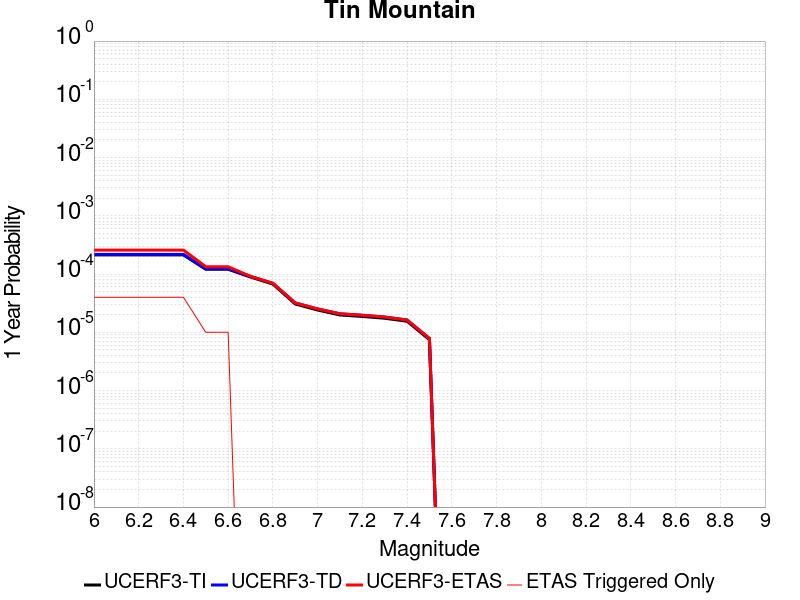 Tin Mountain
10^0
10^-1
10^-2
10^-3
10^-4
10^-5
10^-6
10^-7
10^-8
1 Year Probability
6 6.2 6.4 6.6 6.8 7 7.2 7.4 7.6 7.8 8 8.2 8.4 8.6 8.8 9
Magnitude
UCERF3-TI UCERF3-TD UCERF3-ETAS ETAS Triggered Only